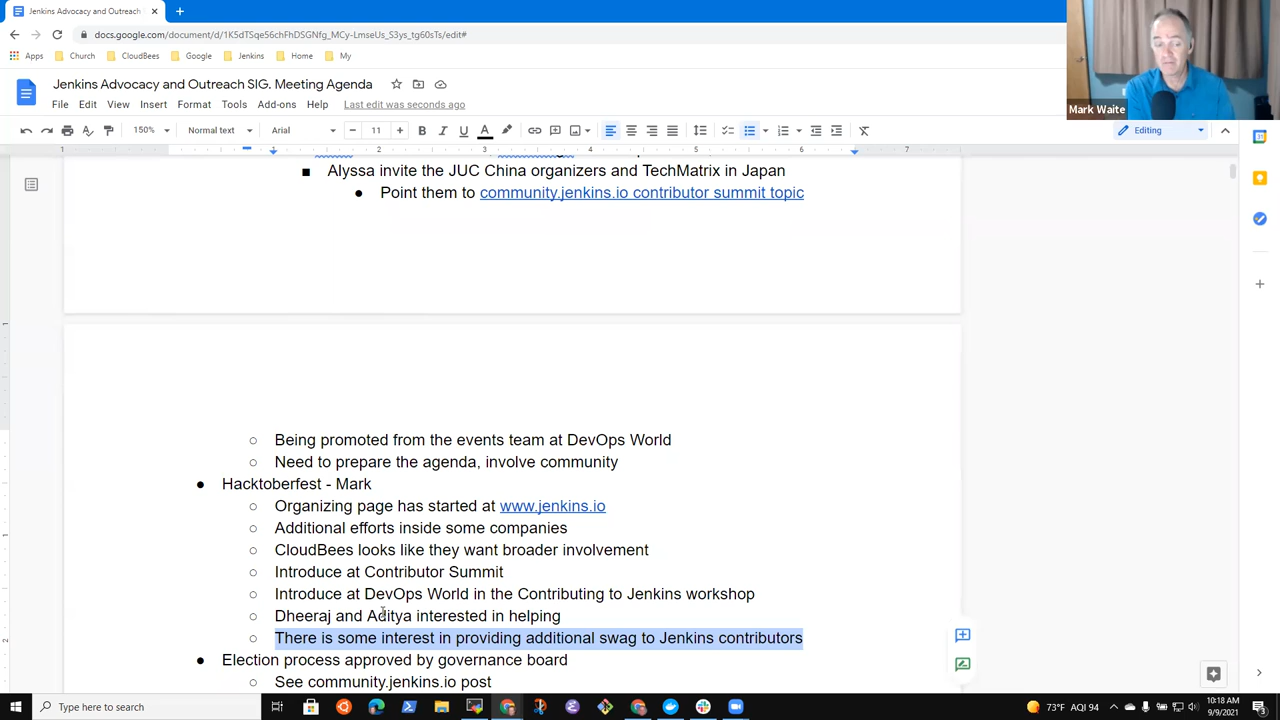 Jenkins Advocacy and Outreach
docs.google.com/document/d/1K5dTSqe56chFhDSGNfg_MCy-LmseUs_S3ys_tg60sTs/edit#
Apps Church CloudBees Google Jenkins Home My
Jenkins Advocacy and Outreach SIG. Meeting Agenda
File Edit View Insert Format Tools Add-ons Help Last edit was seconds ago
150% Normal text Arial 11 Editing
Mark Waite
1 1 2 3 4 5 6 7
■ Alyssa invite the JUC China organizers and TechMatrix in Japan
● Point them to community.jenkins.io contributor summit topic
○ Being promoted from the events team at DevOps World
○ Need to prepare the agenda, involve community
● Hacktoberfest - Mark
○ Organizing page has started at www.jenkins.io
○ Additional efforts inside some companies
○ CloudBees looks like they want broader involvement
○ Introduce at Contributor Summit
○ Introduce at DevOps World in the Contributing to Jenkins workshop
○ Dheeraj and Aditya interested in helping
○ There is some interest in providing additional swag to Jenkins contributors
● Election process approved by governance board
○ See community.jenkins.io post
Type here to search
73°F AQI 94
10:18 AM
9/9/2021